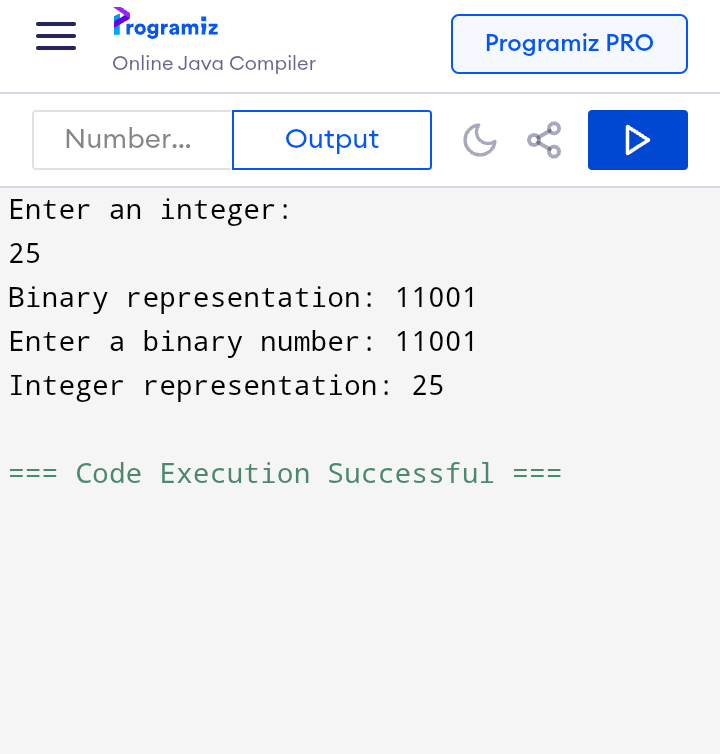 Programiz
Online Java Compiler
Programiz PRO
Number...
Output
Enter an integer:
25
Binary representation: 11001
Enter a binary number: 11001
Integer representation: 25
=== Code Execution Successful ===